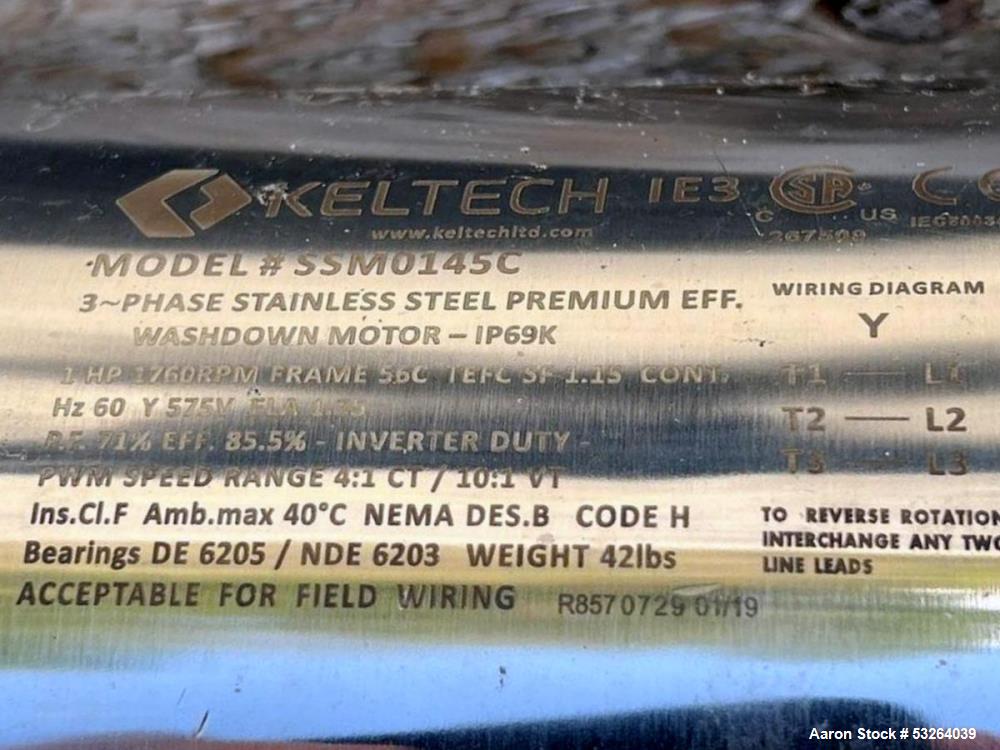 KELTECH IE3 SP C US
www.keltechltd.com
MODEL # SSM0145C
3~PHASE STAINLESS STEEL PREMIUM EFF.
WASHDOWN MOTOR – IP69K
1 HP 1760RPM FRAME 56C TEFC SF 1.15 CONT.
Hz 60 Y 575V FLA
P.F. 71% EFF. 85.5% - INVERTER DUTY -
PWM SPEED RANGE 4:1 CT / 10:1 VT
Ins.Cl.F Amb.max 40°C NEMA DES.B CODE H
Bearings DE 6205 / NDE 6203 WEIGHT 42lbs
ACCEPTABLE FOR FIELD WIRING R8570729 01/19
WIRING DIAGRAM
Y
T1 — L1
T2 — L2
T3 — L3
TO REVERSE ROTATION
INTERCHANGE ANY TWO
LINE LEADS
Aaron Stock # 53264039